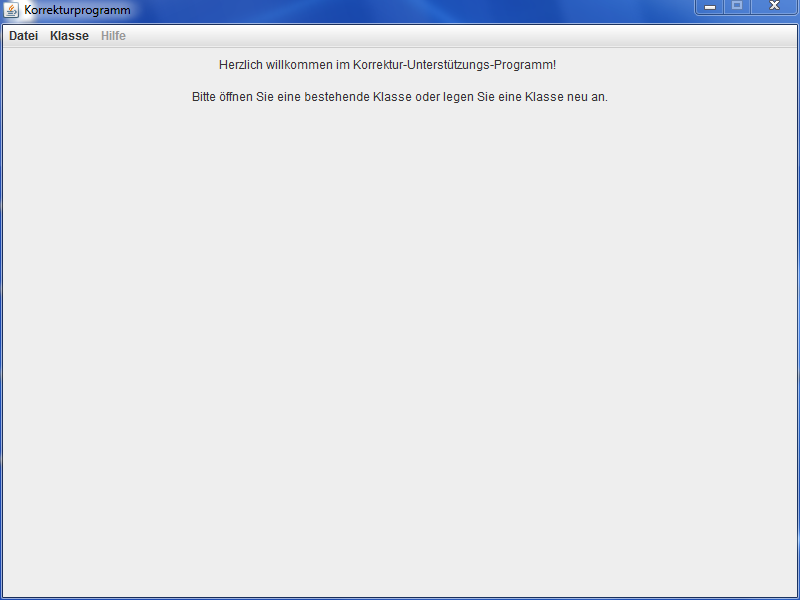 Korrekturprogramm
Datei Klasse Hilfe
Herzlich willkommen im Korrektur-Unterstützungs-Programm!
Bitte öffnen Sie eine bestehende Klasse oder legen Sie eine Klasse neu an.